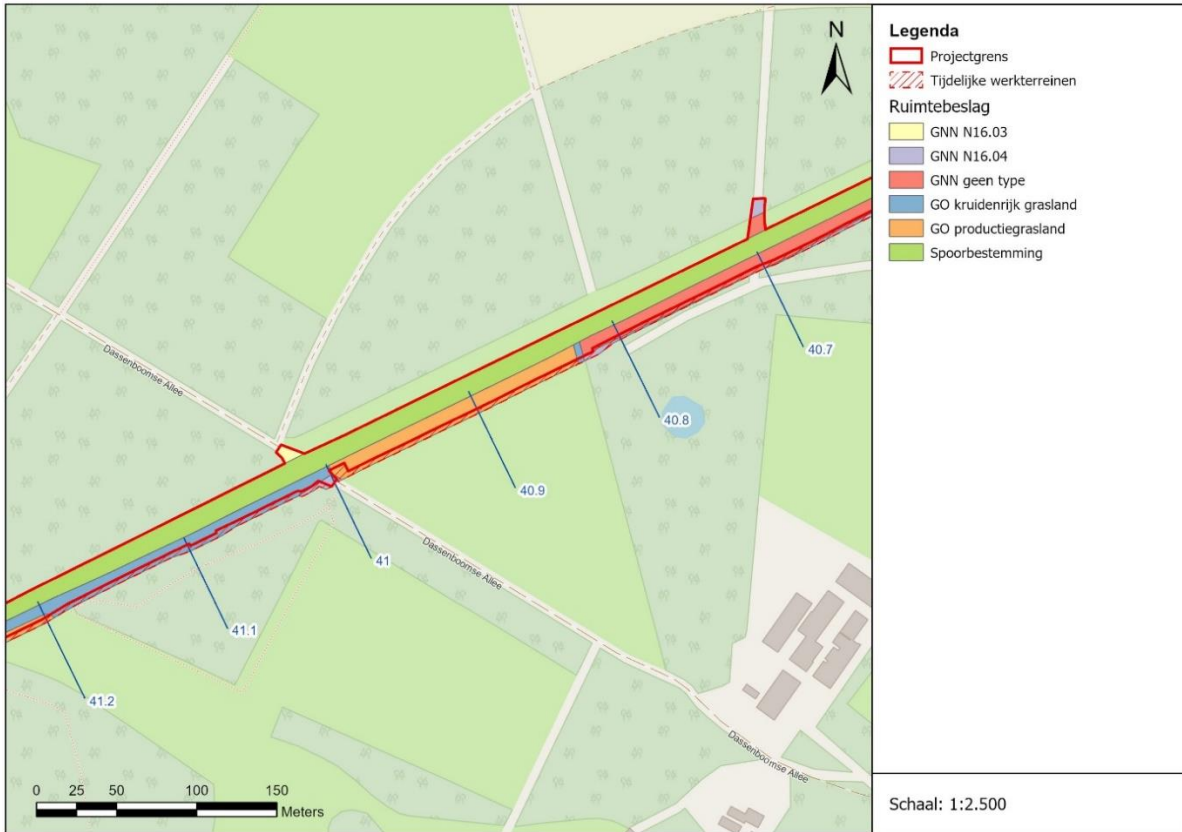 N
Dassenboomse Allee
40.7
40.8
40.9
41
Dassenboomse Allee
41.1
41.2
Dassenboomse Allee
0 25 50 100 150
Meters
Legenda
Projectgrens
Tijdelijke werkterreinen
Ruimtebeslag
GNN N16.03
GNN N16.04
GNN geen type
GO kruidenrijk grasland
GO productiegrasland
Spoorbestemming
Schaal: 1:2.500